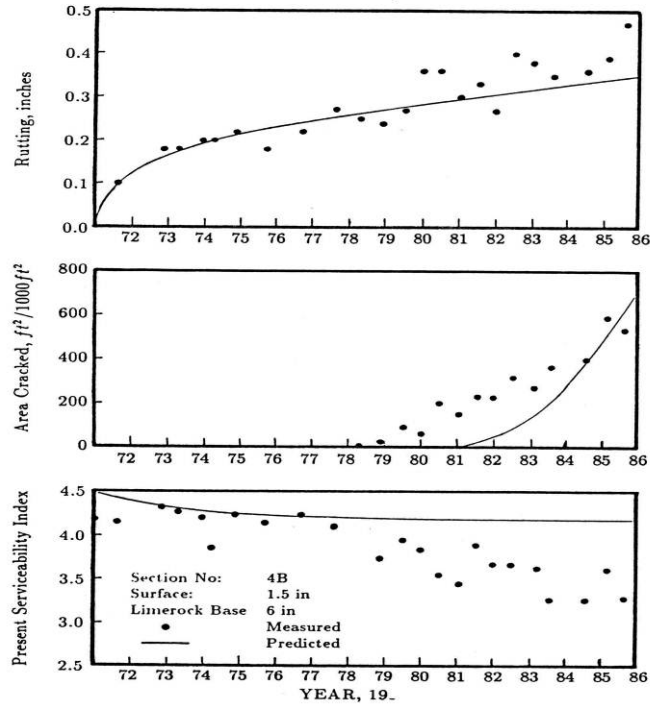 Rutting, inches
0.5
0.4
0.3
0.2
0.1
0.0
72 73 74 75 76 77 78 79 80 81 82 83 84 85 86
Area Cracked, ft²/1000ft²
800
600
400
200
0
72 73 74 75 76 77 78 79 80 81 82 83 84 85 86
Present Serviceability Index
4.5
4.0
3.5
3.0
2.5
Section No: 4B
Surface: 1.5 in
Limerock Base 6 in
Measured
Predicted
72 73 74 75 76 77 78 79 80 81 82 83 84 85 86
YEAR, 19_